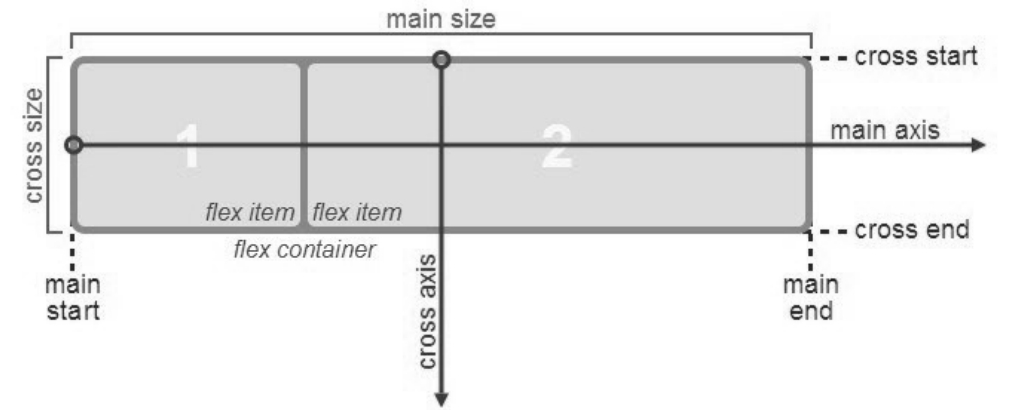 main size
cross start
cross size
1
2
main axis
flex item
flex item
cross end
flex container
main
start
cross axis
main
end